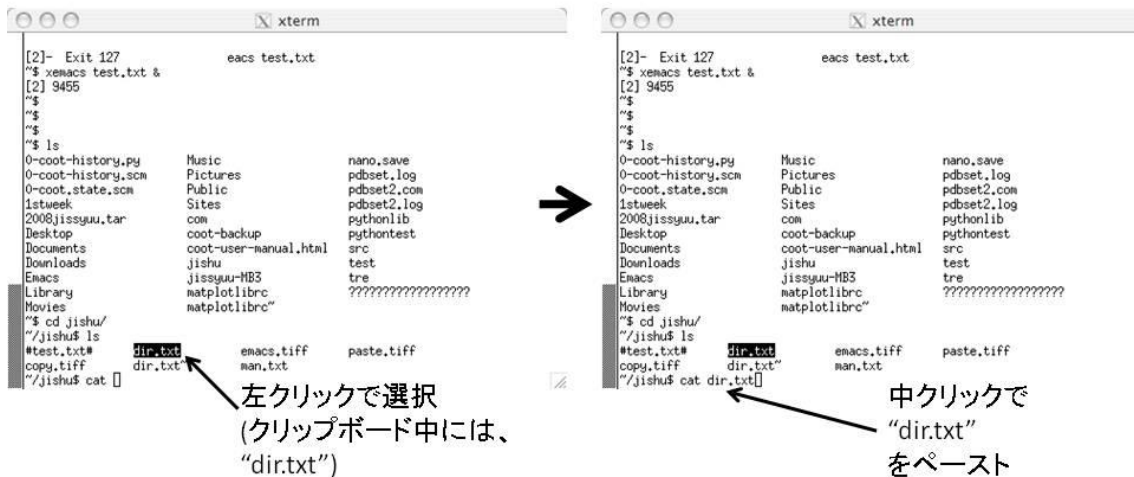 xterm
[2]- Exit 127 eacs test.txt
~$ xemacs test.txt &
[2] 9455
~$
~$
~$
~$ ls
0-coot-history.py Music nano.save
0-coot-history.scm Pictures pdbset.log
0-coot.state.scm Public pdbset2.com
1stweek Sites pdbset2.log
2008jissyuu.tar com pythonlib
Desktop coot-backup pythontest
Documents coot-user-manual.html src
Downloads jishu test
Emacs jissyuu-MB3 tre
Library matplotlibrc ???????????????????
Movies matplotlibrc~
~$ cd jishu/
~/jishu$ ls
#test.txt# dir.txt emacs.tiff paste.tiff
copy.tiff dir.txt~ man.txt
~/jishu$ cat
左クリックで選択
(クリップボード中には、
“dir.txt”)
xterm
[2]- Exit 127 eacs test.txt
~$ xemacs test.txt &
[2] 9455
~$
~$
~$
~$ ls
0-coot-history.py Music nano.save
0-coot-history.scm Pictures pdbset.log
0-coot.state.scm Public pdbset2.com
1stweek Sites pdbset2.log
2008jissyuu.tar com pythonlib
Desktop coot-backup pythontest
Documents coot-user-manual.html src
Downloads jishu test
Emacs jissyuu-MB3 tre
Library matplotlibrc ???????????????????
Movies matplotlibrc~
~$ cd jishu/
~/jishu$ ls
#test.txt# dir.txt emacs.tiff paste.tiff
copy.tiff dir.txt~ man.txt
~/jishu$ cat dir.txt
中クリックで
“dir.txt”
をペースト